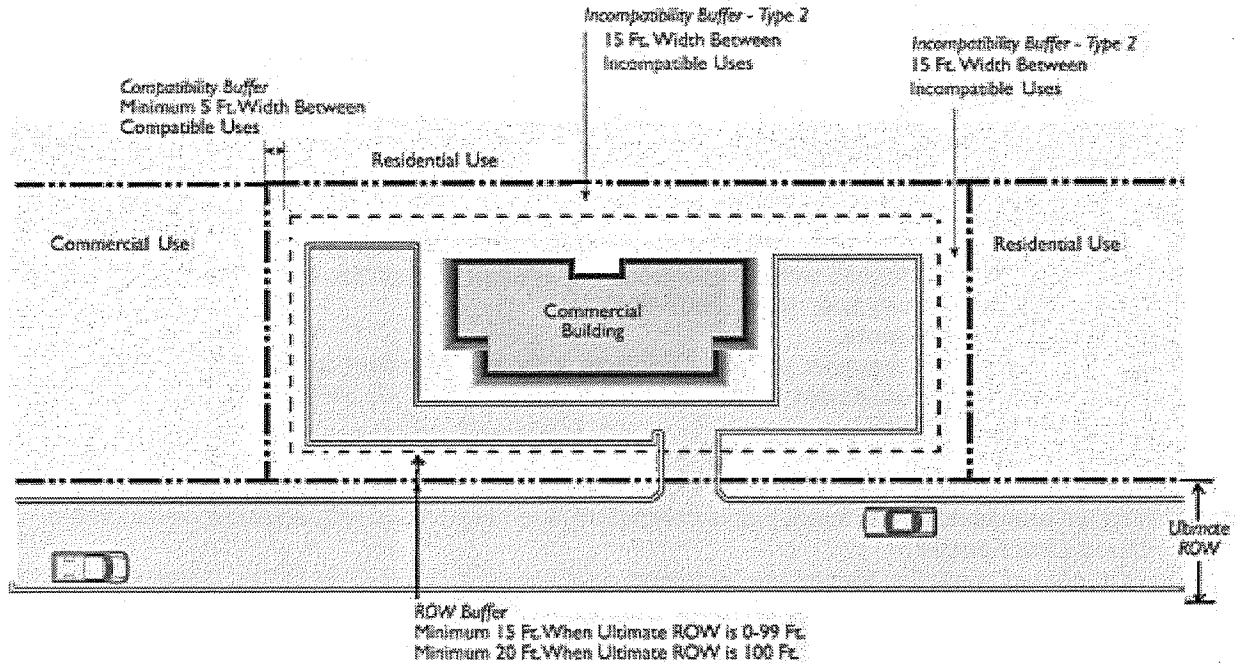 Incompatibility Buffer - Type 2
15 Ft. Width Between
Incompatible Uses
Incompatibility Buffer - Type 2
15 Ft. Width Between
Incompatible Uses
Compatibility Buffer
Minimum 5 Ft. Width Between
Compatible Uses
Residential Use
Commercial Use
Residential Use
Commercial
Building
Ultimate
ROW
ROW Buffer
Minimum 15 Ft. When Ultimate ROW is 0-99 Ft.
Minimum 20 Ft. When Ultimate ROW is 100 Ft.